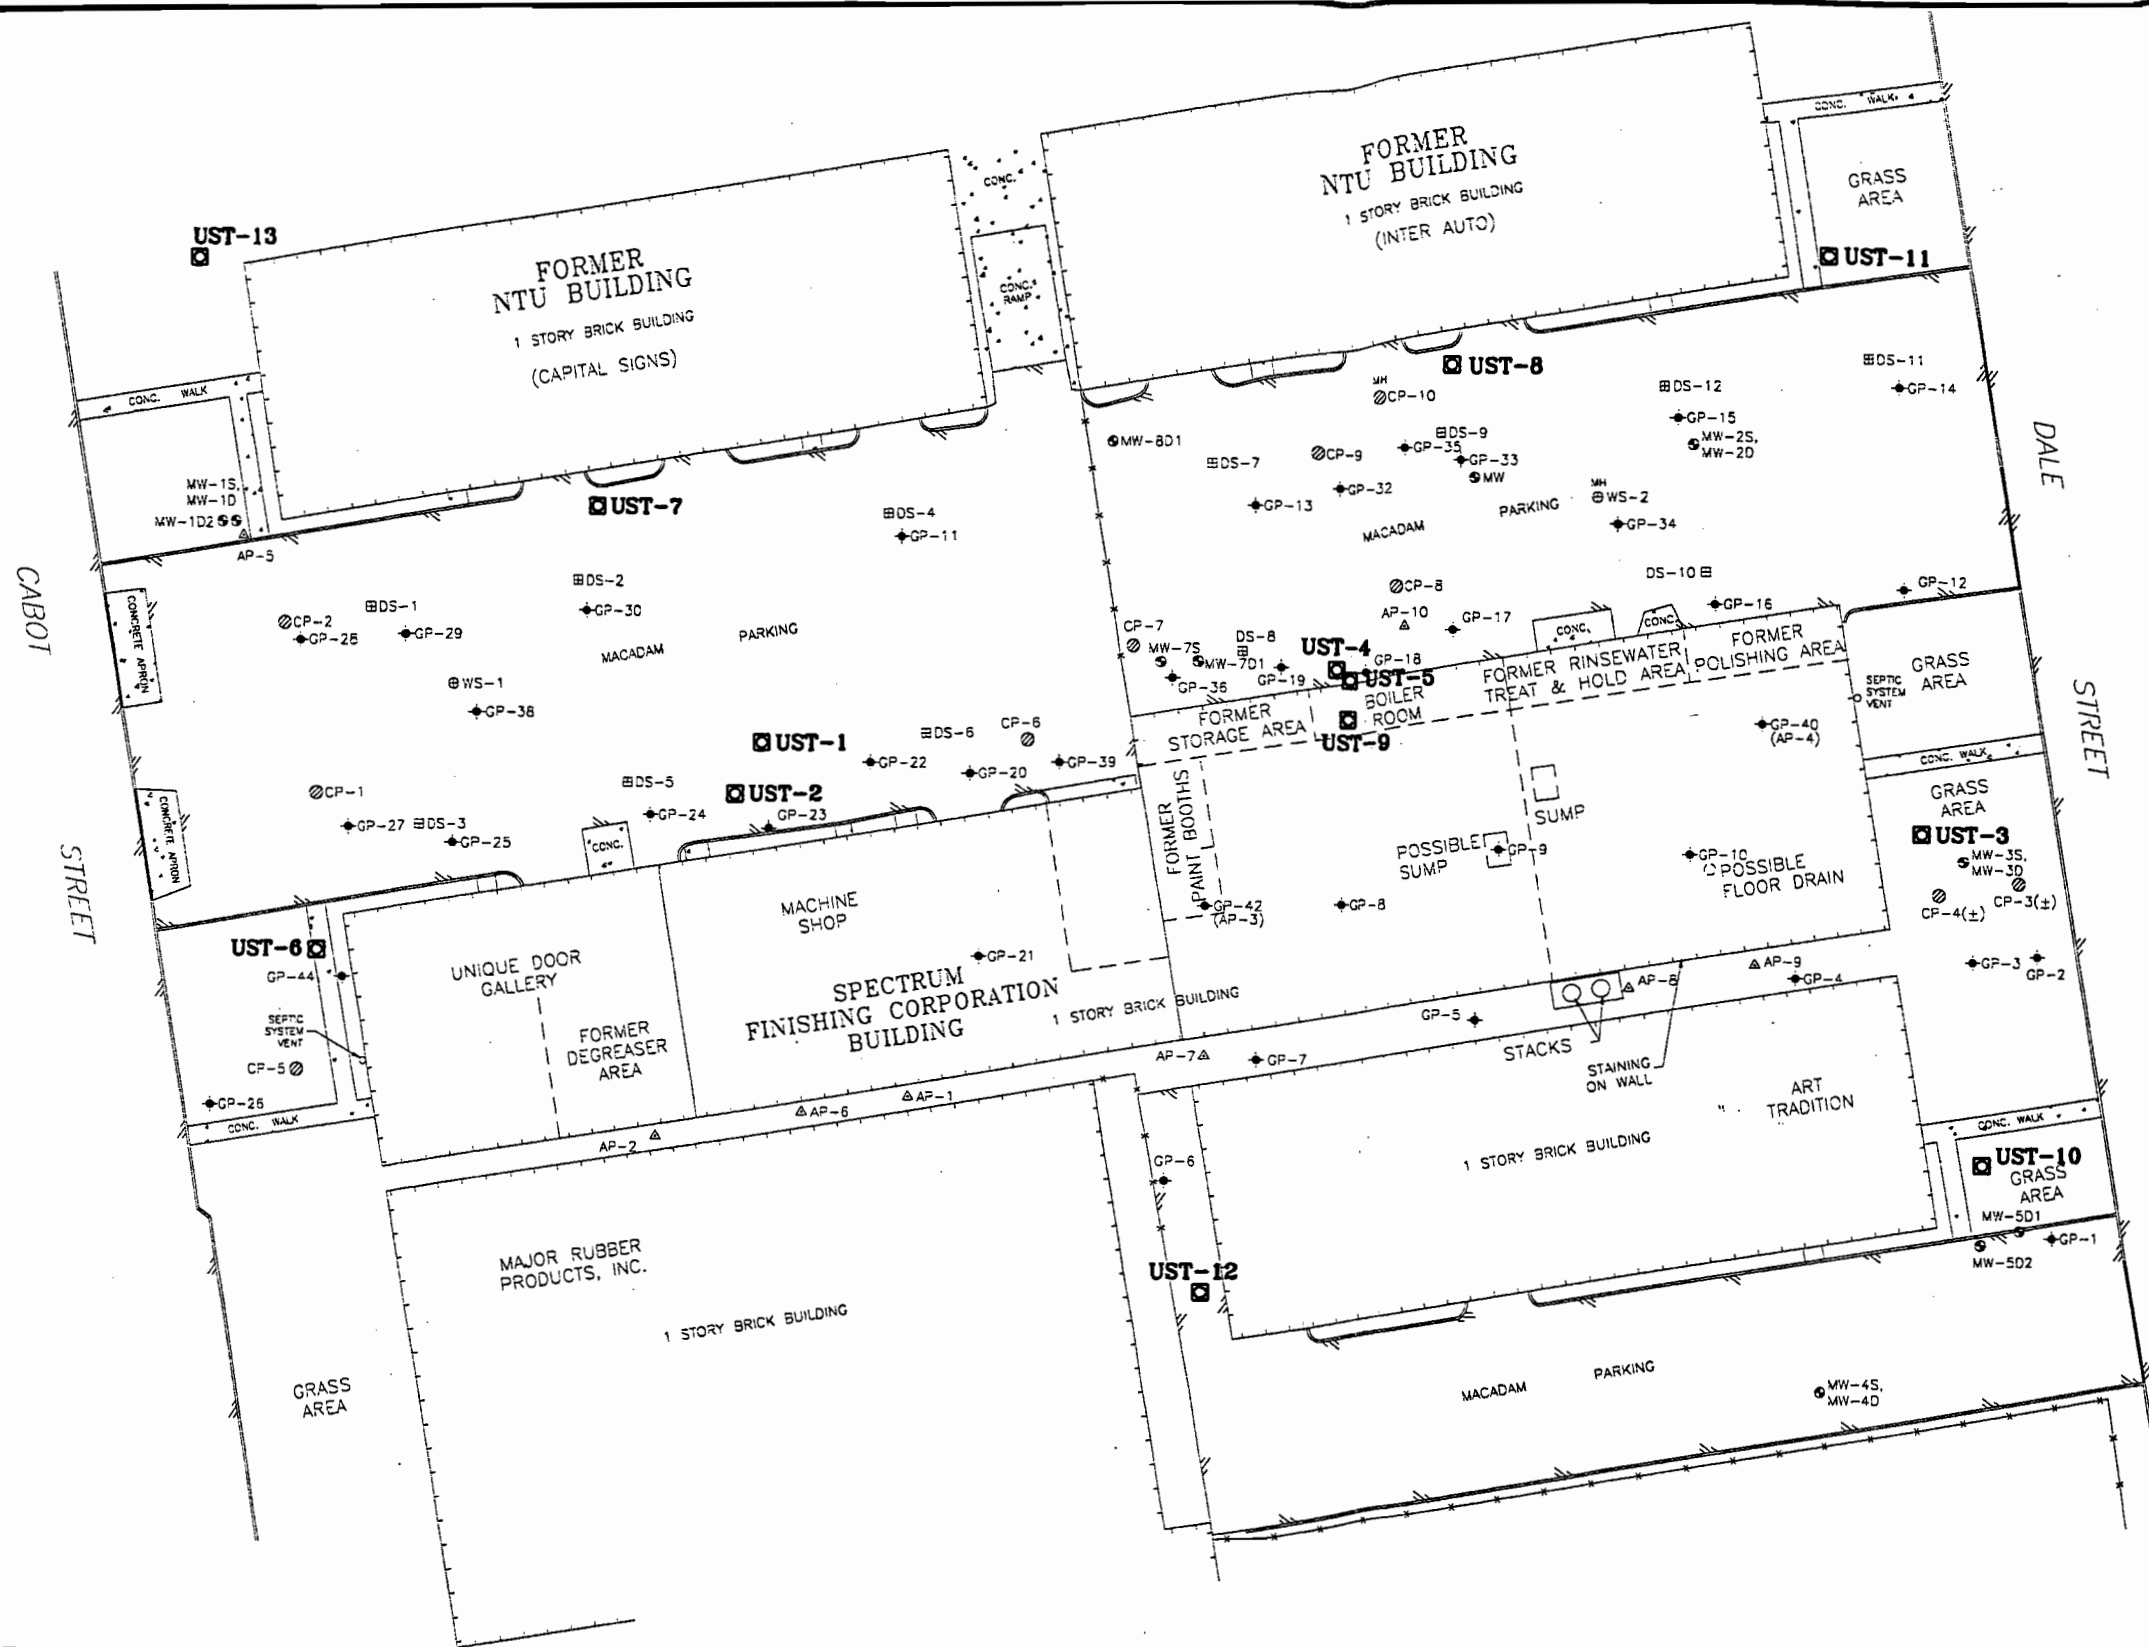 CONC. WALK
FORMER
NTU BUILDING
1 STORY BRICK BUILDING
(INTER AUTO)
GRASS
AREA
CONC.
UST-13
FORMER
NTU BUILDING
1 STORY BRICK BUILDING
(CAPITAL SIGNS)
CONC.
RAMP
UST-11
UST-8
DS-11
GP-14
MH
CP-10
DS-12
GP-15
CONC. WALK
MW-8D1
DS-9
GP-35
MW-2S,
MW-2D
DALE
DS-7
CP-9
GP-33
MW
MW-1S,
MW-1D
MW-1D2
AP-5
UST-7
DS-4
GP-11
GP-13
GP-32
MH
WS-2
MACADAM PARKING
GP-34
CABOT
CONCRETE APRON
DS-2
GP-30
DS-1
CP-2
GP-28
GP-29
MACADAM PARKING
CP-8
AP-10
GP-17
DS-10
GP-16
GP-12
CP-7
MW-7S
MW-7D1
DS-8
GP-36
GP-19
UST-4
GP-18
UST-5
CONC.
CONC.
FORMER
POLISHING AREA
FORMER RINSEWATER
TREAT & HOLD AREA
BOILER
ROOM
GRASS
AREA
SEPTIC
SYSTEM
VENT
STREET
WS-1
GP-38
FORMER
STORAGE AREA
UST-9
GP-40
(AP-4)
UST-1
DS-6
CP-6
GP-22
GP-20
GP-39
CONC. WALK
CP-1
CONCRETE APRON
DS-5
UST-2
GP-24
GP-23
FORMER
PAINT BOOTHS
SUMP
GRASS
AREA
UST-3
GP-27
DS-3
GP-25
CONC.
POSSIBLE
SUMP
GP-9
GP-10
POSSIBLE
FLOOR DRAIN
MW-3S,
MW-3D
CP-4(±)
CP-3(±)
STREET
MACHINE
SHOP
GP-42
(AP-3)
GP-8
UST-6
GP-44
UNIQUE DOOR
GALLERY
GP-21
SPECTRUM
FINISHING CORPORATION
BUILDING
1 STORY BRICK BUILDING
AP-9
AP-8
GP-4
GP-3
GP-2
SEPTIC
SYSTEM
VENT
CP-5
FORMER
DEGREASER
AREA
GP-5
STACKS
STAINING
ON WALL
AP-7
GP-7
GP-26
CONC. WALK
AP-6
AP-1
AP-2
ART
TRADITION
CONC. WALK
1 STORY BRICK BUILDING
GP-6
UST-10
GRASS
AREA
MW-5D1
GP-1
MW-5D2
MAJOR RUBBER
PRODUCTS, INC.
1 STORY BRICK BUILDING
UST-12
GRASS
AREA
MACADAM PARKING
MW-4S,
MW-4D